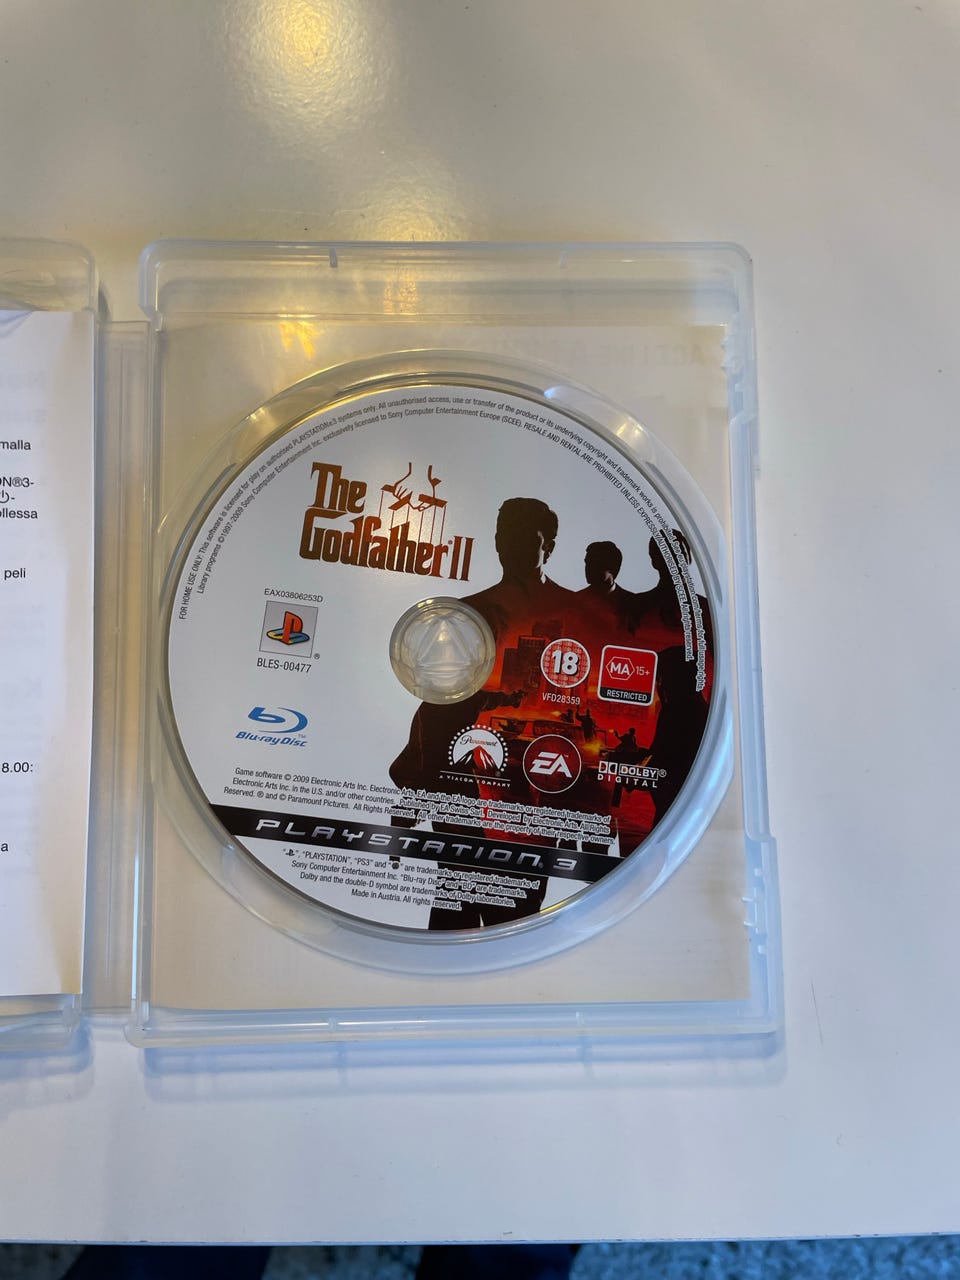 malla
ON®3-
ollessa
peli
8.00:
a
FOR HOME USE ONLY: This software is licensed for play on authorised PLAYSTATION®3 systems only. All unauthorised access, use or transfer of the product or its underlying copyright and trademark works is prohibited.
Library programs ©1997-2009 Sony Computer Entertainment Inc. exclusively licensed to Sony Computer Entertainment Europe (SCEE). RESALE AND RENTAL ARE PROHIBITED UNLESS EXPRESSLY AUTHORISED BY SCEE. All rights reserved.
The
Godfather II
EAX03806253D
®
BLES-00477
18
MA 15+
RESTRICTED
VFD28359
Blu-ray Disc™
Paramount
A VIACOM COMPANY
EA
DOLBY®
DIGITAL
Game software © 2009 Electronic Arts Inc. Electronic Arts, EA and the EA logo are trademarks or registered trademarks of
Electronic Arts Inc. in the U.S. and/or other countries. Published by EA Swiss Sàrl. Developed by Electronic Arts. All Rights
Reserved. ® and © Paramount Pictures. All Rights Reserved. All other trademarks are the property of their respective owners.
PLAYSTATION 3
", "PLAYSTATION", "PS3" and " " are trademarks or registered trademarks of
Sony Computer Entertainment Inc. "Blu-ray Disc" and "BD" are trademarks.
Dolby and the double-D symbol are trademarks of Dolby laboratories.
Made in Austria. All rights reserved.